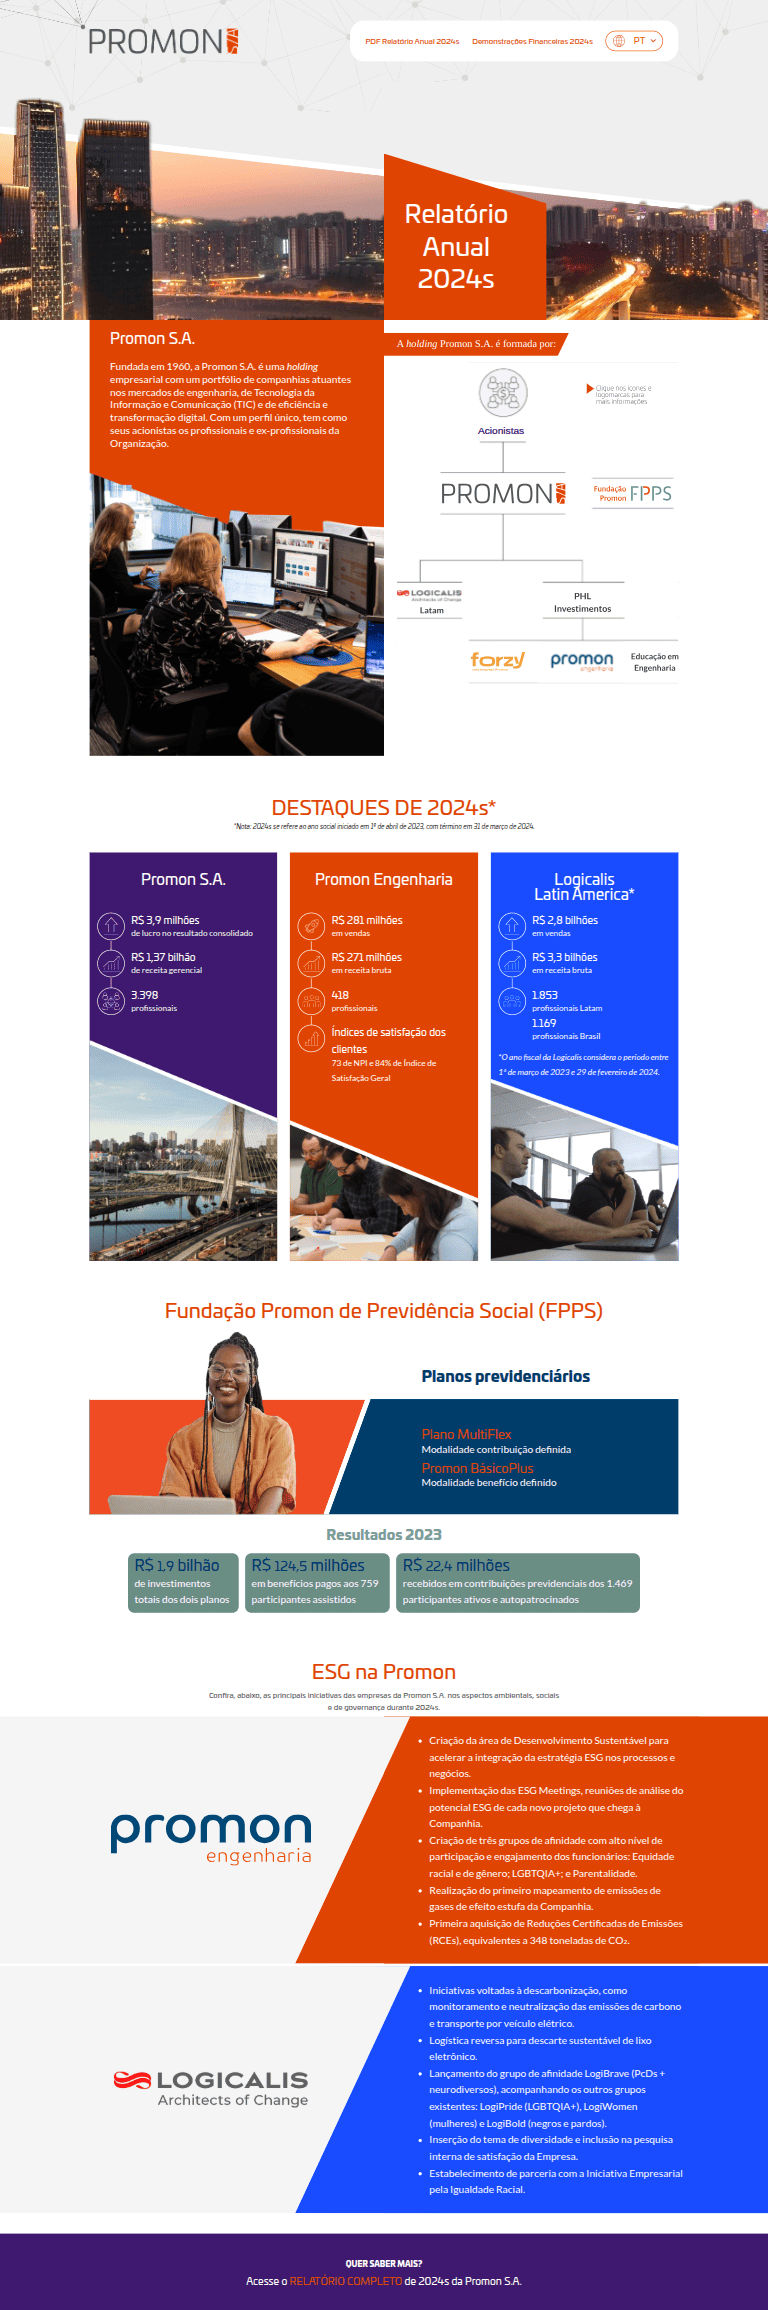 PROMON
PDF Relatório Anual 2024s
Demonstrações Financeiras 2024s
PT
Relatório
Anual
2024s
Promon S.A.
Fundada em 1960, a Promon S.A. é uma holding
empresarial com um portfólio de companhias atuantes
nos mercados de engenharia, de Tecnologia da
Informação e Comunicação (TIC) e de eficiência e
transformação digital. Com um perfil único, tem como
seus acionistas os profissionais e ex-profissionais da
Organização.
A holding Promon S.A. é formada por:
Clique nos ícones e
logomarcas para
mais informações
Acionistas
PROMON
Fundação
Promon
FPPS
LOGICALIS
Architects of Change
Latam
PHL
Investimentos
forzy
promon
engenharia
Educação em
Engenharia
DESTAQUES DE 2024s*
*Nota: 2024s se refere ao ano social iniciado em 1º de abril de 2023, com término em 31 de março de 2024.
Promon S.A.
R$ 3,9 milhões
de lucro no resultado consolidado
R$ 1,37 bilhão
de receita gerencial
3.398
profissionais
Promon Engenharia
R$ 281 milhões
em vendas
R$ 271 milhões
em receita bruta
418
profissionais
Índices de satisfação dos
clientes
73 de NPI e 84% de Índice de
Satisfação Geral
Logicalis
Latin America*
R$ 2,8 bilhões
em vendas
R$ 3,3 bilhões
em receita bruta
1.853
profissionais Latam
1.169
profissionais Brasil
*O ano fiscal da Logicalis considera o período entre
1º de março de 2023 e 29 de fevereiro de 2024.
Fundação Promon de Previdência Social (FPPS)
Planos previdenciários
Plano MultiFlex
Modalidade contribuição definida
Promon BásicoPlus
Modalidade benefício definido
Resultados 2023
R$ 1,9 bilhão
de investimentos
totais dos dois planos
R$ 124,5 milhões
em benefícios pagos aos 759
participantes assistidos
R$ 22,4 milhões
recebidos em contribuições previdenciais dos 1.469
participantes ativos e autopatrocinados
ESG na Promon
Confira, abaixo, as principais iniciativas das empresas da Promon S.A. nos aspectos ambientais, sociais
e de governança durante 2024s.
promon
engenharia
• Criação da área de Desenvolvimento Sustentável para
acelerar a integração da estratégia ESG nos processos e
negócios.
• Implementação das ESG Meetings, reuniões de análise do
potencial ESG de cada novo projeto que chega à
Companhia.
• Criação de três grupos de afinidade com alto nível de
participação e engajamento dos funcionários: Equidade
racial e de gênero; LGBTQIA+; e Parentalidade.
• Realização do primeiro mapeamento de emissões de
gases de efeito estufa da Companhia.
• Primeira aquisição de Reduções Certificadas de Emissões
(RCEs), equivalentes a 348 toneladas de CO₂.
LOGICALIS
Architects of Change
• Iniciativas voltadas à descarbonização, como
monitoramento e neutralização das emissões de carbono
e transporte por veículo elétrico.
• Logística reversa para descarte sustentável de lixo
eletrônico.
• Lançamento do grupo de afinidade LogiBrave (PcDs +
neurodiversos), acompanhando os outros grupos
existentes: LogiPride (LGBTQIA+), LogiWomen
(mulheres) e LogiBold (negros e pardos).
• Inserção do tema de diversidade e inclusão na pesquisa
interna de satisfação da Empresa.
• Estabelecimento de parceria com a Iniciativa Empresarial
pela Igualdade Racial.
QUER SABER MAIS?
Acesse o RELATÓRIO COMPLETO de 2024s da Promon S.A.